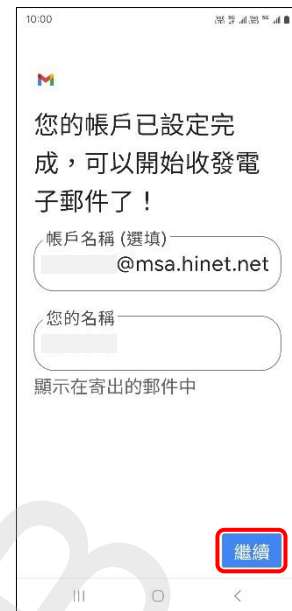 10:00
您的帳戶已設定完
成，可以開始收發電
子郵件了！
帳戶名稱 (選填)
@msa.hinet.net
您的名稱
顯示在寄出的郵件中
繼續